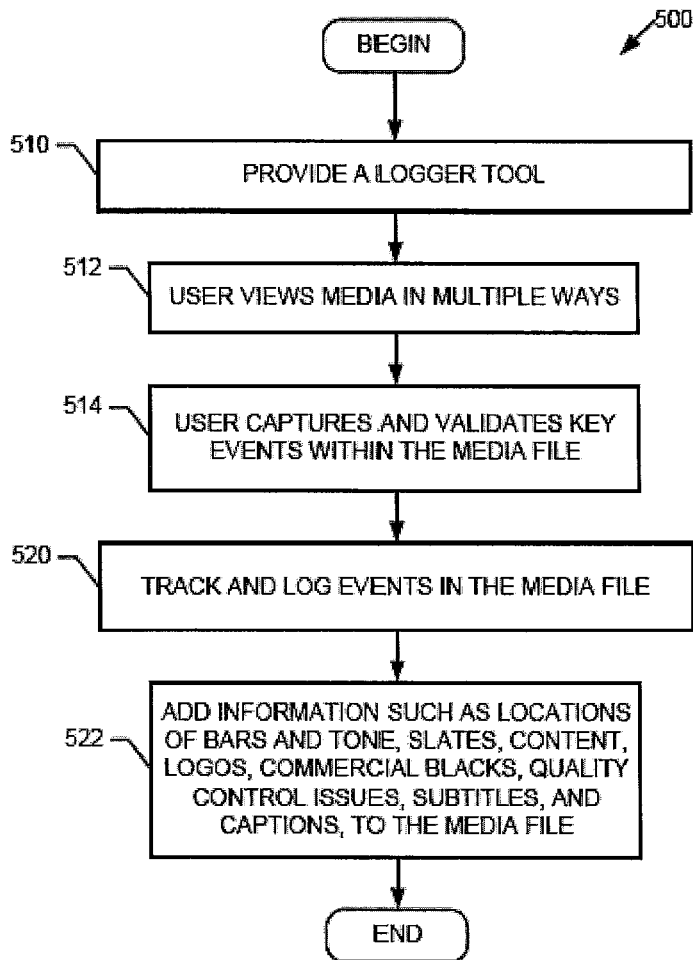 500
BEGIN
510
PROVIDE A LOGGER TOOL
512
USER VIEWS MEDIA IN MULTIPLE WAYS
514
USER CAPTURES AND VALIDATES KEY
EVENTS WITHIN THE MEDIA FILE
520
TRACK AND LOG EVENTS IN THE MEDIA FILE
522
ADD INFORMATION SUCH AS LOCATIONS
OF BARS AND TONE, SLATES, CONTENT,
LOGOS, COMMERCIAL BLACKS, QUALITY
CONTROL ISSUES, SUBTITLES, AND
CAPTIONS, TO THE MEDIA FILE
END